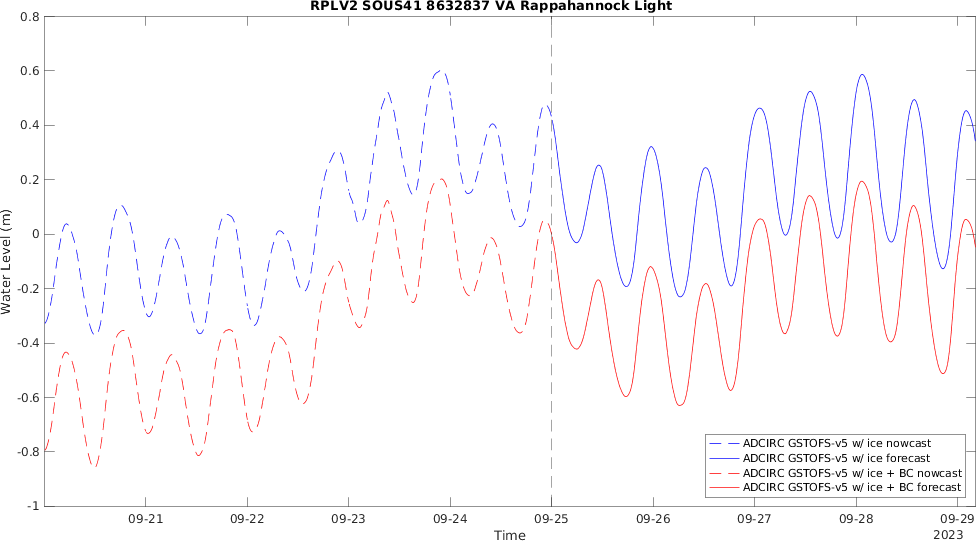 RPLV2 SOUS41 8632837 VA Rappahannock Light
0.8
0.6
0.4
0.2
0
-0.2
-0.4
-0.6
-0.8
-1
Water Level (m)
09-21 09-22 09-23 09-24 09-25 09-26 09-27 09-28 09-29
Time
2023
ADCIRC GSTOFS-v5 w/ ice nowcast
ADCIRC GSTOFS-v5 w/ ice forecast
ADCIRC GSTOFS-v5 w/ ice + BC nowcast
ADCIRC GSTOFS-v5 w/ ice + BC forecast